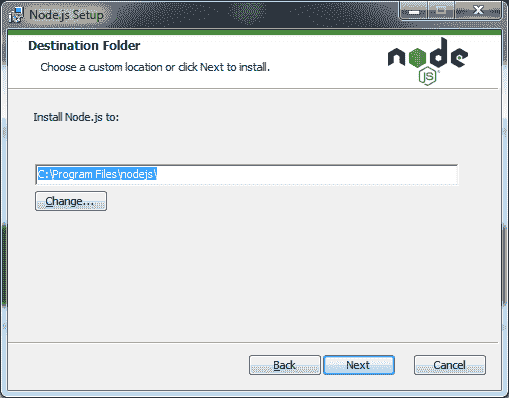 Node.js Setup
Destination Folder
Choose a custom location or click Next to install.
node
JS
Install Node.js to:
C:\Program Files\nodejs\
Change...
Back
Next
Cancel